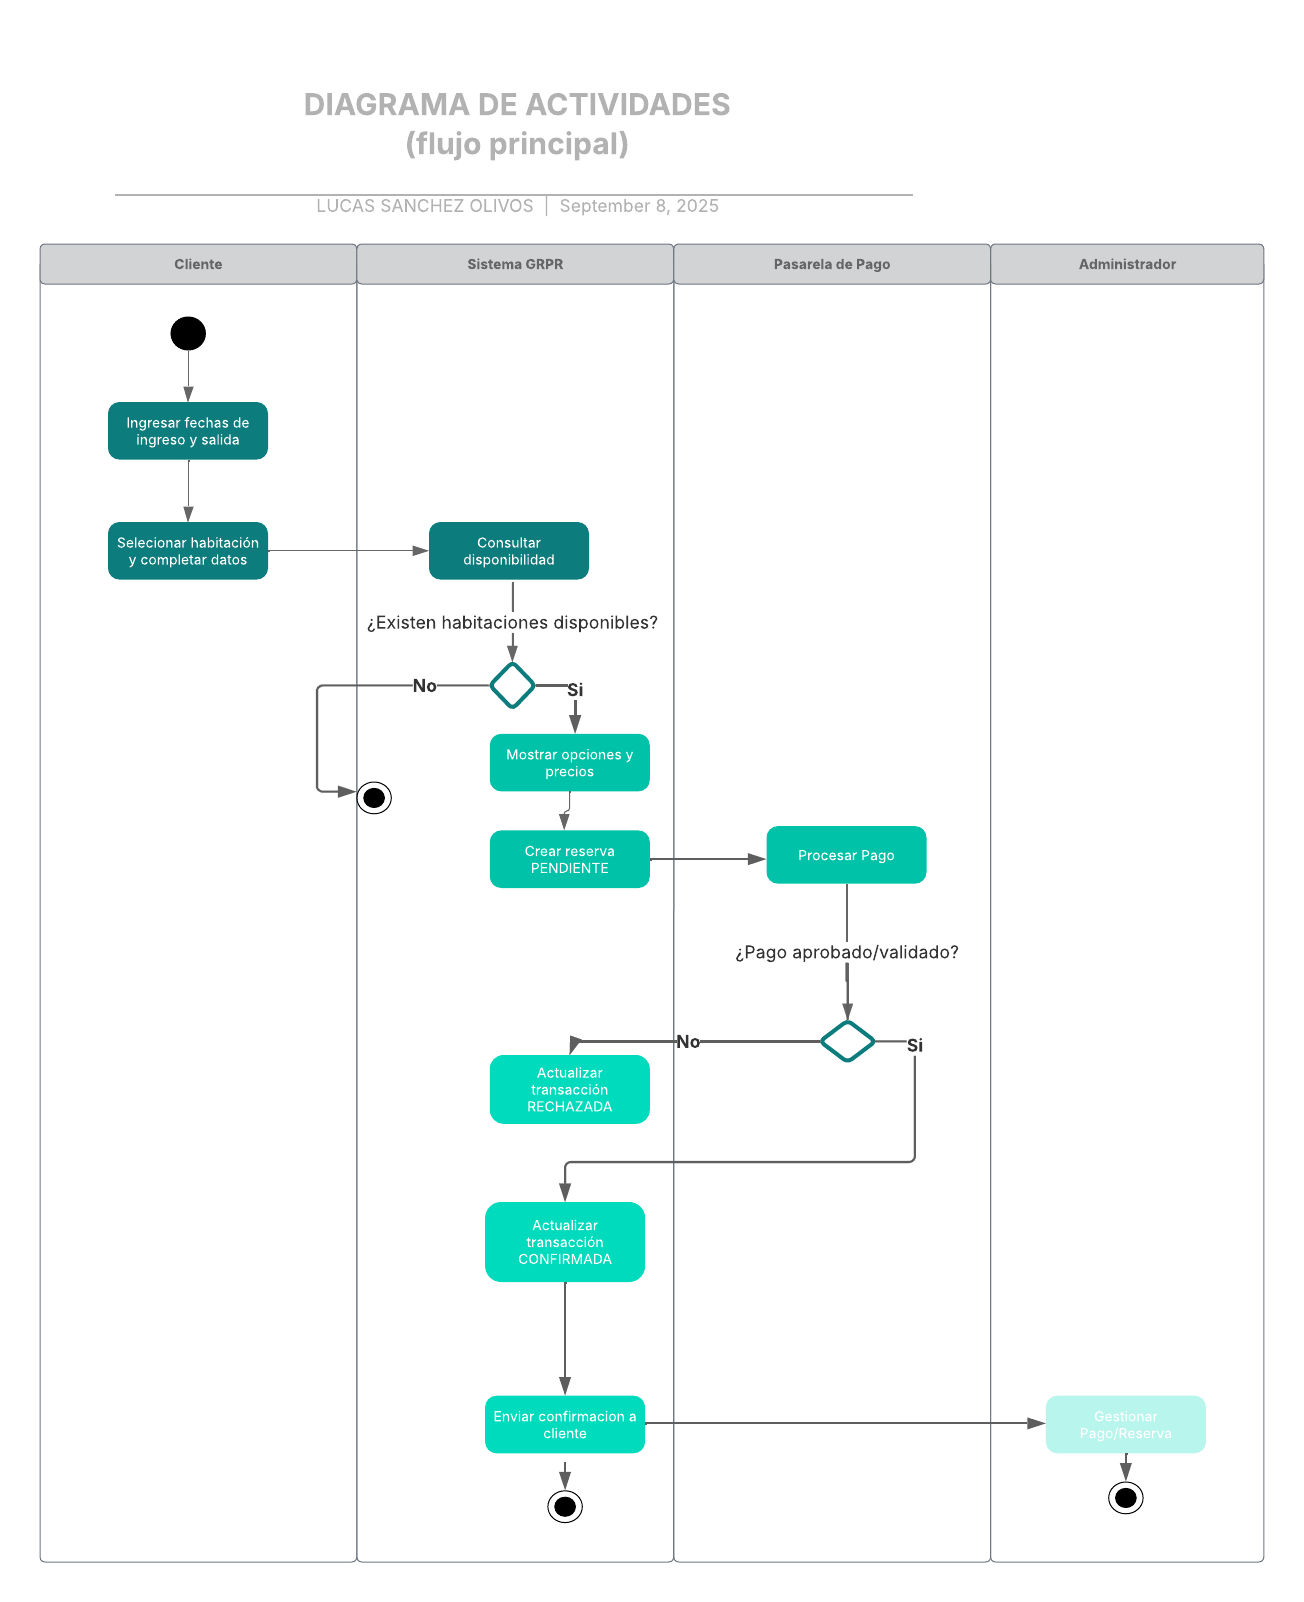 DIAGRAMA DE ACTIVIDADES
(flujo principal)
LUCAS SANCHEZ OLIVOS | September 8, 2025
Cliente
Sistema GRPR
Pasarela de Pago
Administrador
Ingresar fechas de
ingreso y salida
Selecionar habitación
y completar datos
Consultar
disponibilidad
¿Existen habitaciones disponibles?
No
Si
Mostrar opciones y
precios
Crear reserva
PENDIENTE
Procesar Pago
¿Pago aprobado/validado?
No
Si
Actualizar
transacción
RECHAZADA
Actualizar
transacción
CONFIRMADA
Enviar confirmacion a
cliente
Gestionar
Pago/Reserva